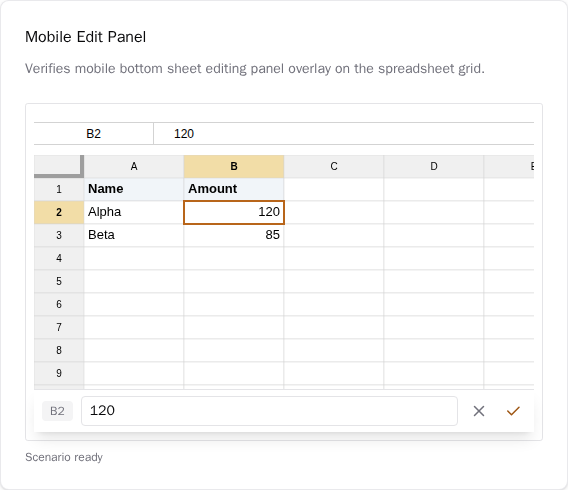 Mobile Edit Panel
Verifies mobile bottom sheet editing panel overlay on the spreadsheet grid.
B2 120
A B C D E
1 Name Amount
2 Alpha 120
3 Beta 85
4
5
6
7
8
9
B2 120
Scenario ready